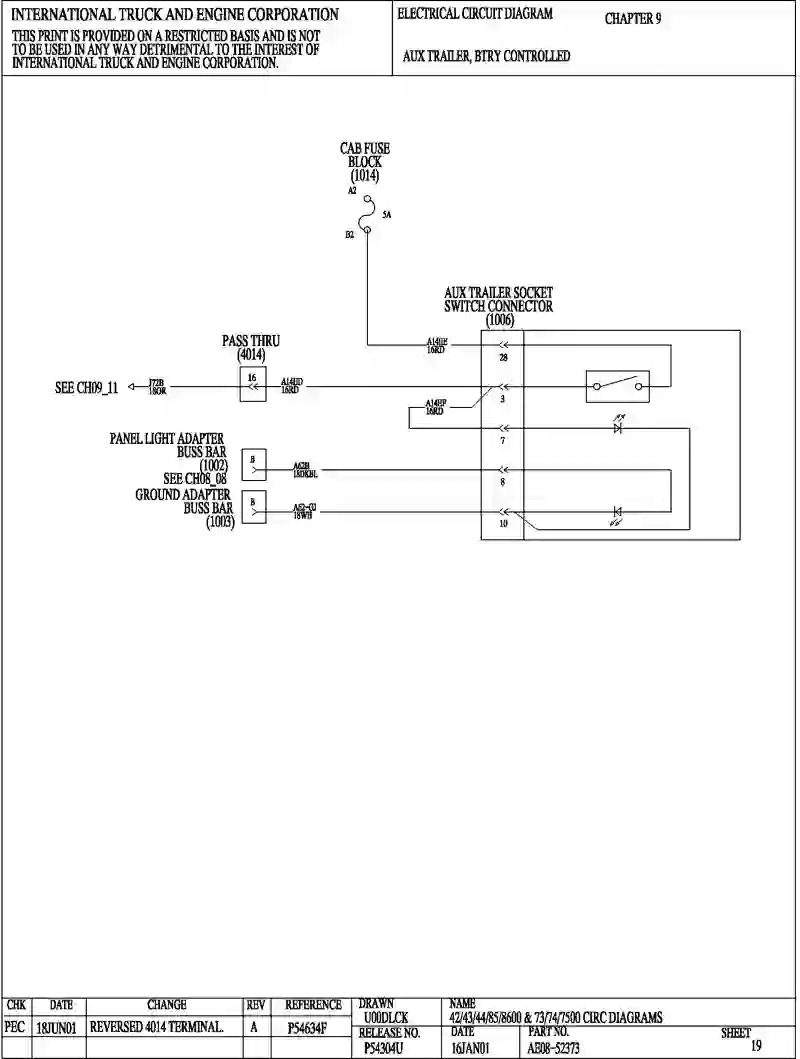 INTERNATIONAL TRUCK AND ENGINE CORPORATION
THIS PRINT IS PROVIDED ON A RESTRICTED BASIS AND IS NOT
TO BE USED IN ANY WAY DETRIMENTAL TO THE INTEREST OF
INTERNATIONAL TRUCK AND ENGINE CORPORATION.
ELECTRICAL CIRCUIT DIAGRAM
CHAPTER 9
AUX TRAILER, BTRY CONTROLLED
CAB FUSE
BLOCK
(1014)
A2
5A
B2
AUX TRAILER SOCKET
SWITCH CONNECTOR
(1006)
PASS THRU
(4014)
A14HE
16RD
28
SEE CH09_11
J72B
18OR
16
A14HD
16RD
3
A14HF
16RD
7
PANEL LIGHT ADAPTER
BUSS BAR
(1002)
SEE CH08_08
B
A62B
18DKBL
8
GROUND ADAPTER
BUSS BAR
(1003)
B
18WH
10
CHK DATE CHANGE REV REFERENCE
PEC 18JUN01 REVERSED 4014 TERMINAL. A P54634F
DRAWN
U00DLCK
NAME
42/43/44/85/8600 & 73/74/7500 CIRC DIAGRAMS
RELEASE NO.
P54304U
DATE
16JAN01
PART NO.
AE08-52373
SHEET
19